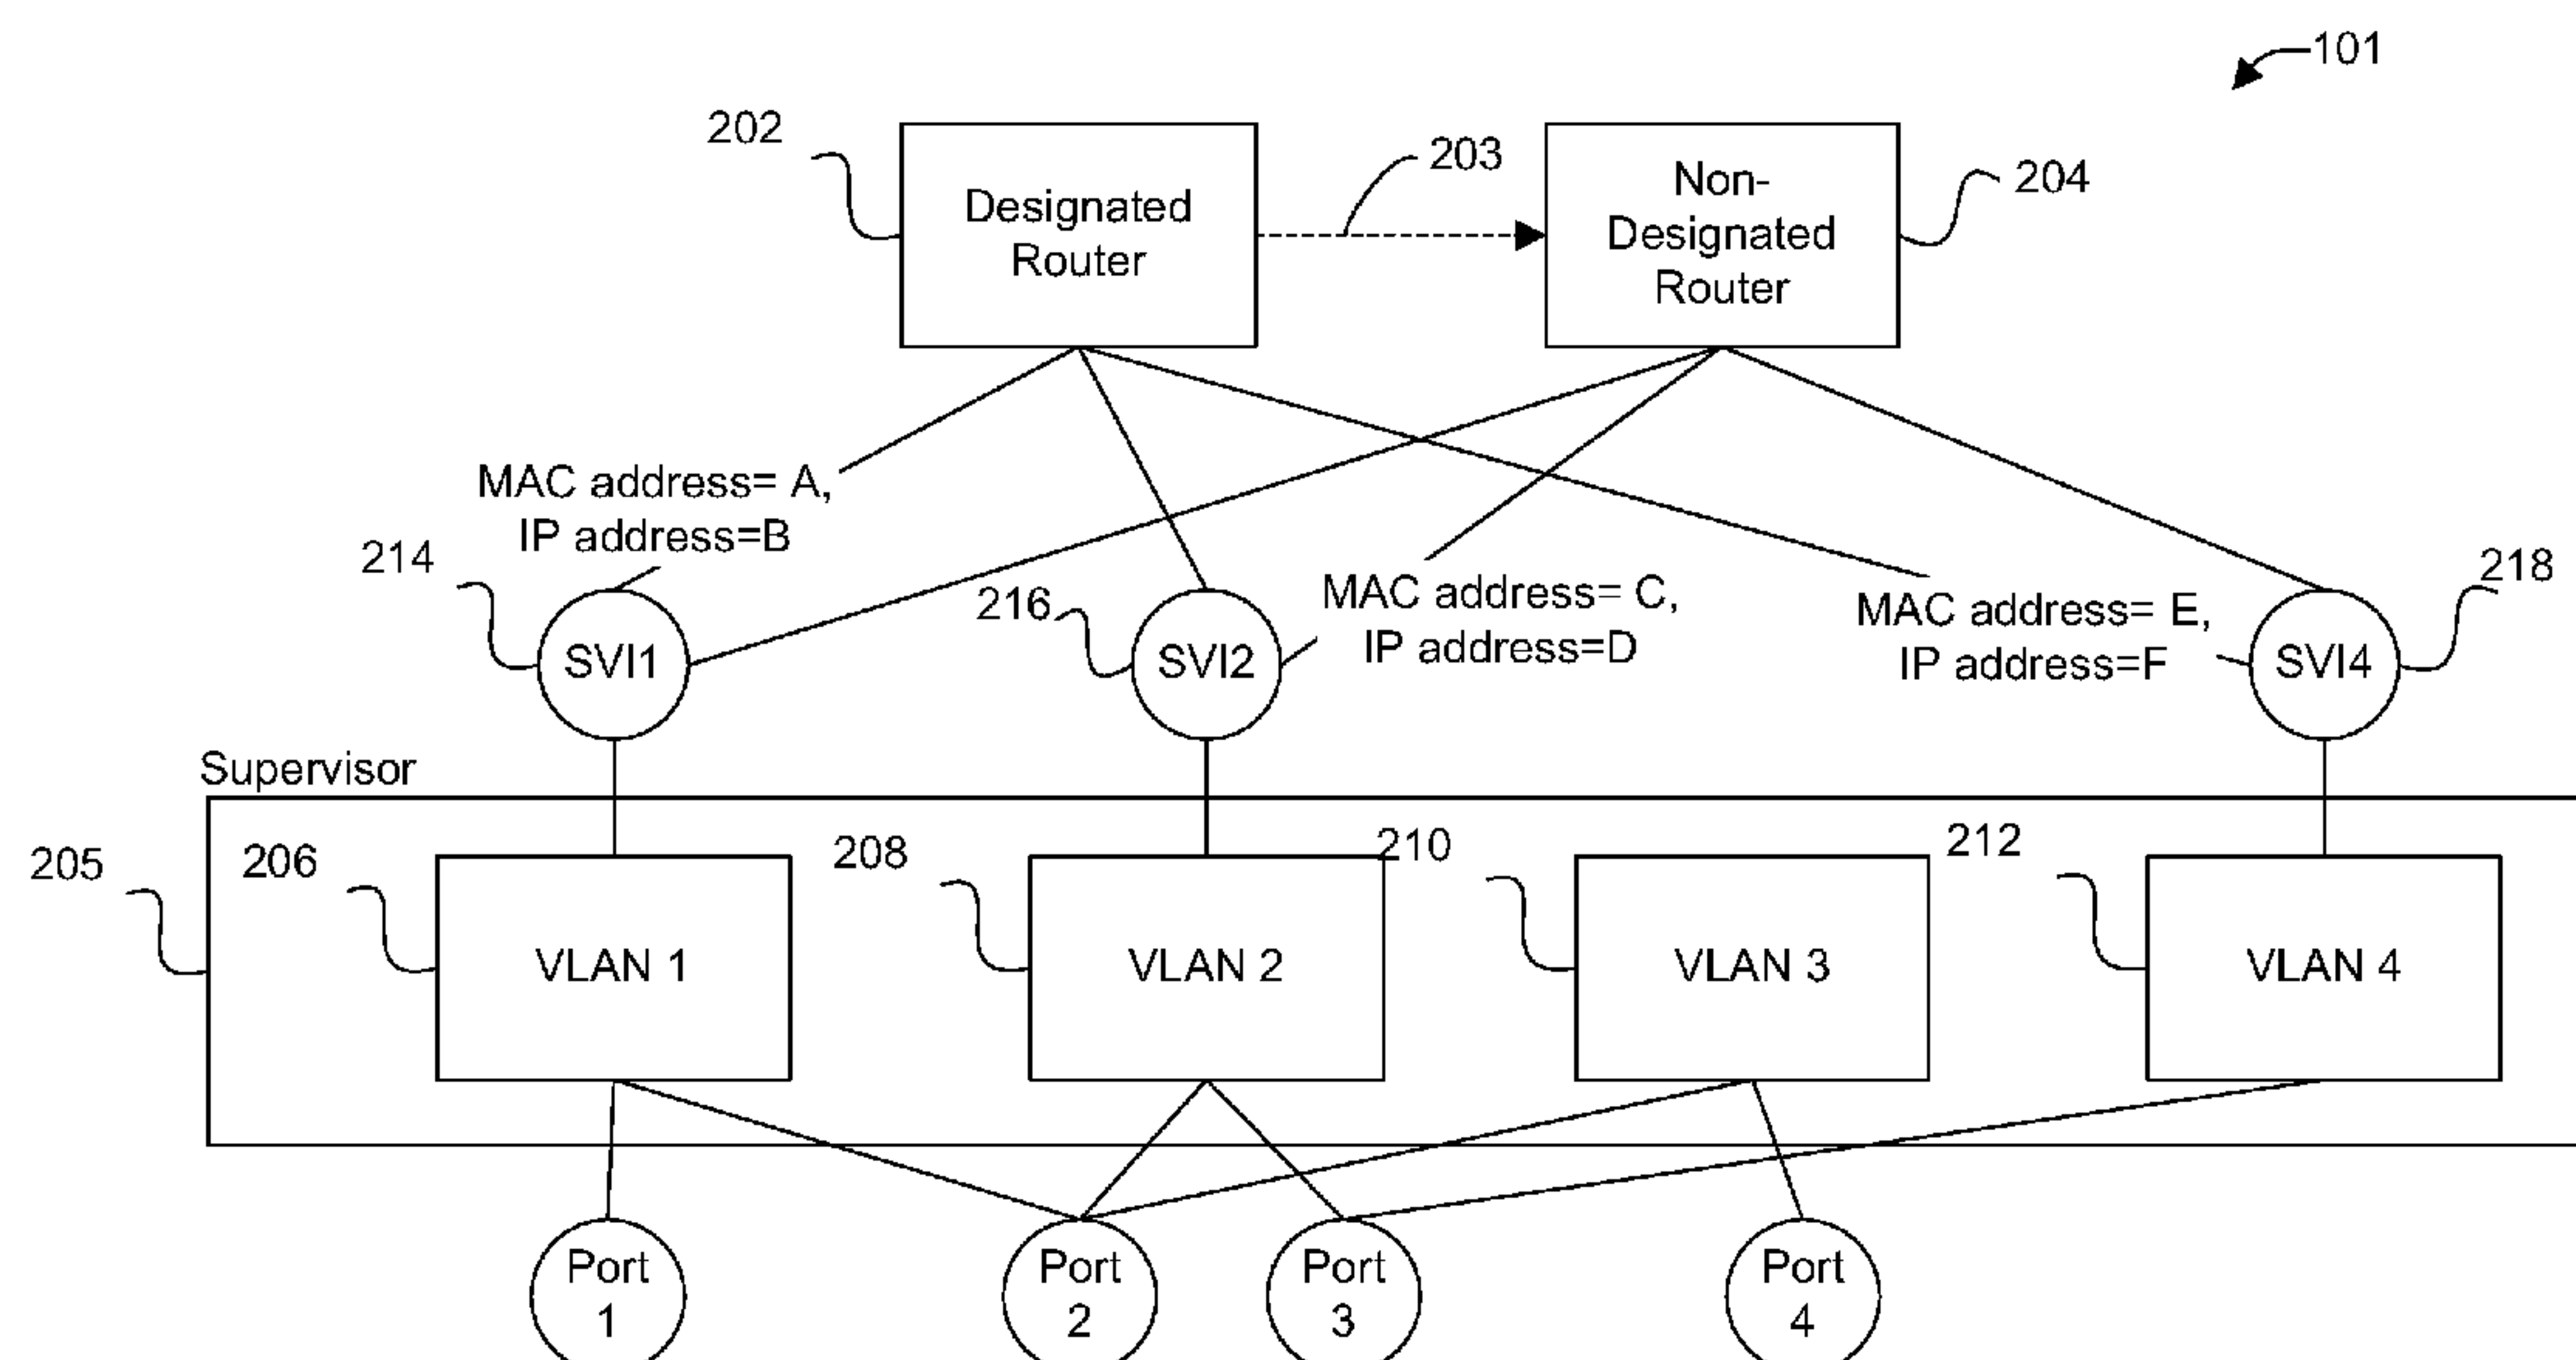 101
202
Designated
Router
203
Non-
Designated
Router
204
MAC address= A,
IP address=B
214
SVI1
216
SVI2
MAC address= C,
IP address=D
MAC address= E,
IP address=F
218
SVI4
Supervisor
205
206
VLAN 1
208
VLAN 2
210
VLAN 3
212
VLAN 4
Port
1
Port
2
Port
3
Port
4